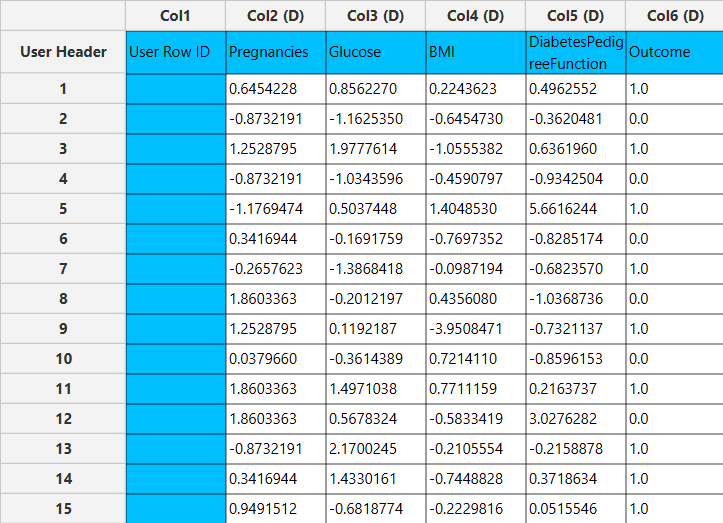 Col1 Col2 (D) Col3 (D) Col4 (D) Col5 (D) Col6 (D)
User Header User Row ID Pregnancies Glucose BMI DiabetesPedig
reeFunction Outcome
1 0.6454228 0.8562270 0.2243623 0.4962552 1.0
2 -0.8732191 -1.1625350 -0.6454730 -0.3620481 0.0
3 1.2528795 1.9777614 -1.0555382 0.6361960 1.0
4 -0.8732191 -1.0343596 -0.4590797 -0.9342504 0.0
5 -1.1769474 0.5037448 1.4048530 5.6616244 1.0
6 0.3416944 -0.1691759 -0.7697352 -0.8285174 0.0
7 -0.2657623 -1.3868418 -0.0987194 -0.6823570 1.0
8 1.8603363 -0.2012197 0.4356080 -1.0368736 0.0
9 1.2528795 0.1192187 -3.9508471 -0.7321137 1.0
10 0.0379660 -0.3614389 0.7214110 -0.8596153 0.0
11 1.8603363 1.4971038 0.7711159 0.2163737 1.0
12 1.8603363 0.5678324 -0.5833419 3.0276282 0.0
13 -0.8732191 2.1700245 -0.2105554 -0.2158878 1.0
14 0.3416944 1.4330161 -0.7448828 0.3718634 1.0
15 0.9491512 -0.6818774 -0.2229816 0.0515546 1.0